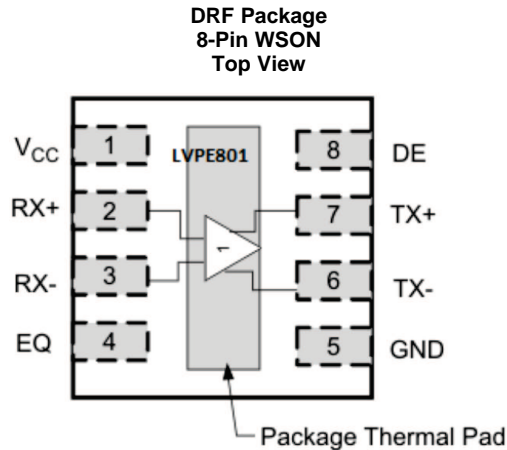 DRF Package
8-Pin WSON
Top View
VCC 1 LVPE801 8 DE
RX+ 2 7 TX+
1
RX- 3 6 TX-
EQ 4 5 GND
Package Thermal Pad